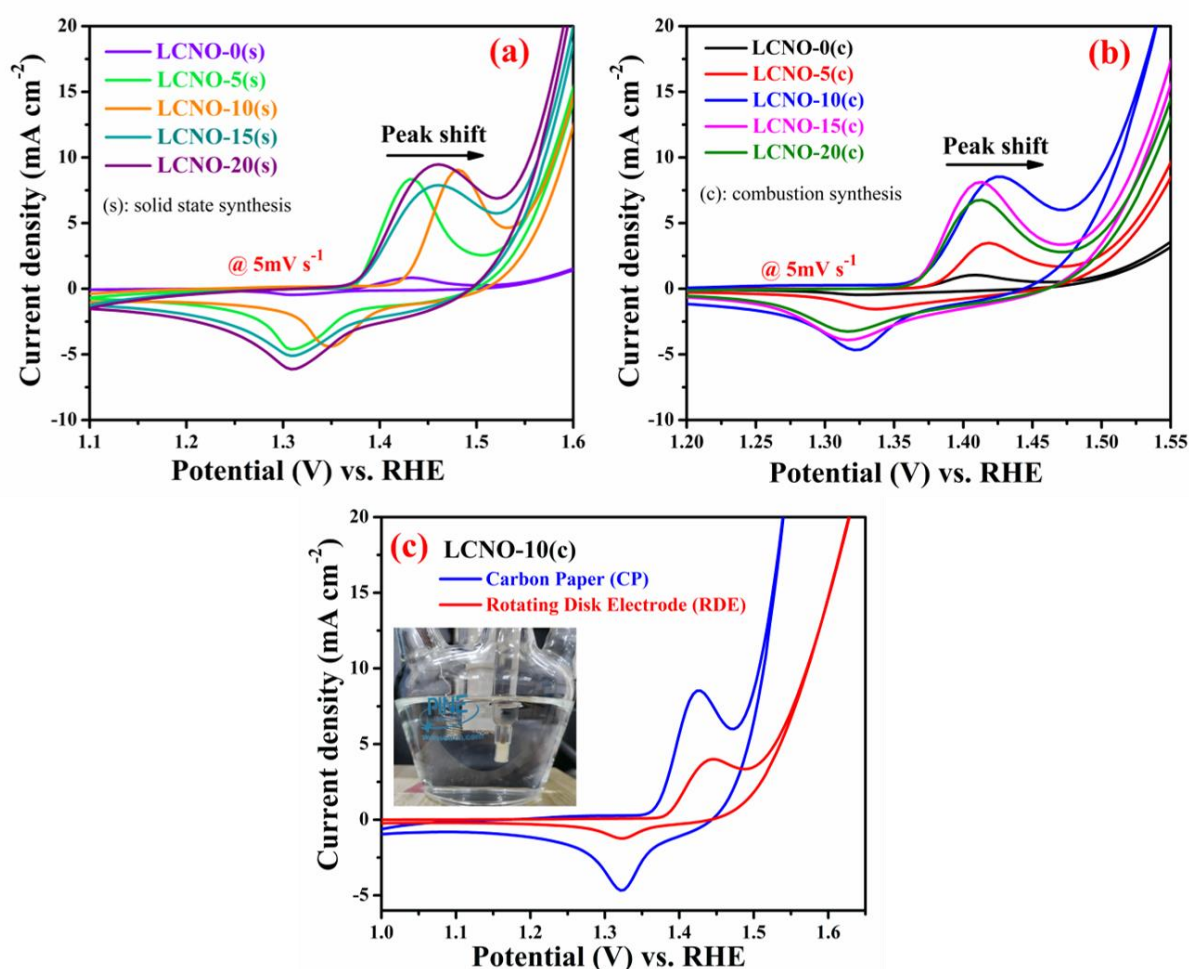 (a)
LCNO-0(s)
LCNO-5(s)
LCNO-10(s)
LCNO-15(s)
LCNO-20(s)
Peak shift
(s): solid state synthesis
@ 5mV s⁻¹
Current density (mA cm⁻²)
20
15
10
5
0
-5
-10
1.1
1.2
1.3
1.4
1.5
1.6
Potential (V) vs. RHE
(b)
LCNO-0(c)
LCNO-5(c)
LCNO-10(c)
LCNO-15(c)
LCNO-20(c)
Peak shift
(c): combustion synthesis
@ 5mV s⁻¹
Current density (mA cm⁻²)
20
15
10
5
0
-5
-10
1.20
1.25
1.30
1.35
1.40
1.45
1.50
1.55
Potential (V) vs. RHE
(c) LCNO-10(c)
Carbon Paper (CP)
Rotating Disk Electrode (RDE)
PINE
Current density (mA cm⁻²)
20
15
10
5
0
-5
1.0
1.1
1.2
1.3
1.4
1.5
1.6
Potential (V) vs. RHE